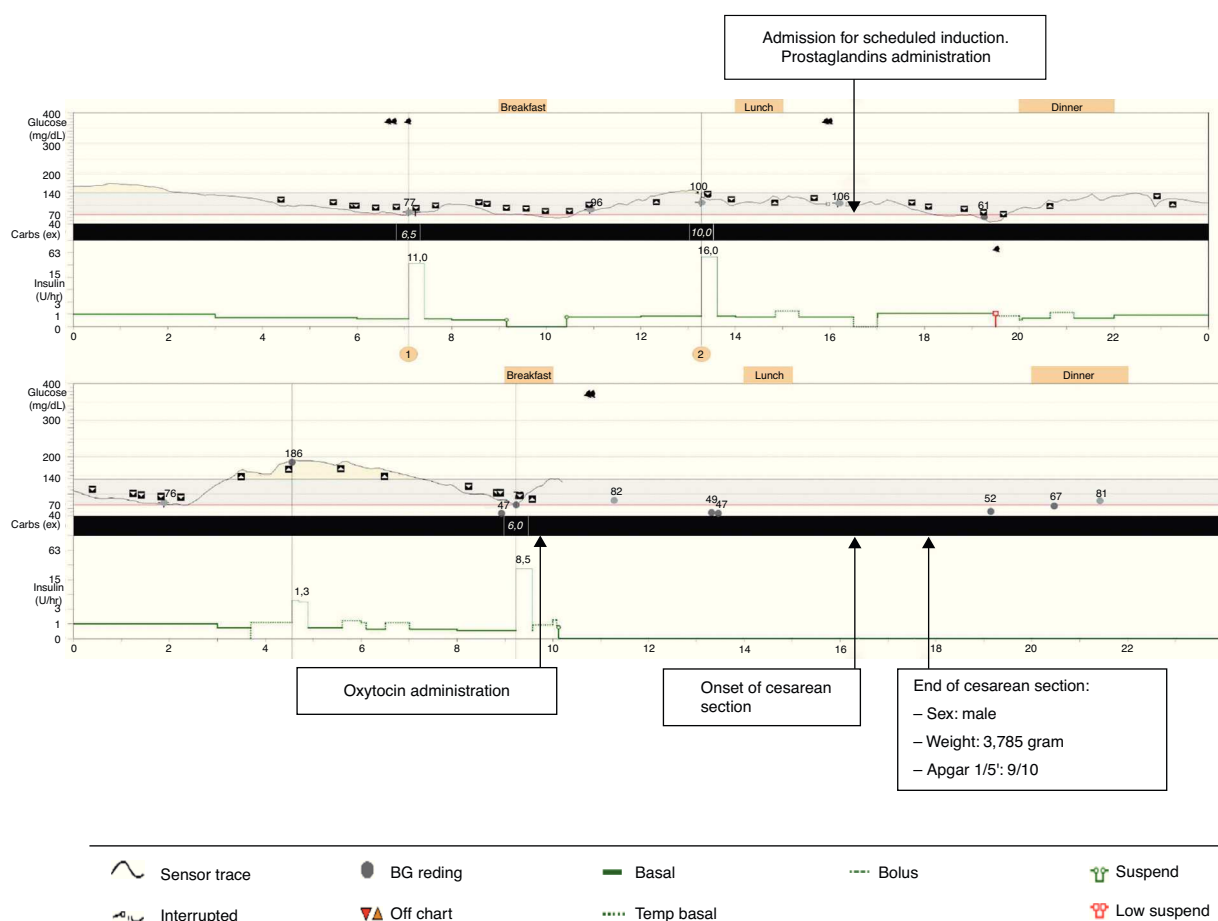 Admission for scheduled induction.
Prostaglandins administration
Breakfast Lunch Dinner
400
Glucose
(mg/dL)
300
200
140
70
40
77 96 100 106 61
Carbs (ex) 6,5 10,0
63
15
Insulin
(U/hr)
3
1
0
11,0 16,0
0 2 4 6 8 10 12 14 16 18 20 22 0
1 2
Breakfast Lunch Dinner
400
Glucose
(mg/dL)
300
200
140
70
40
76 186 47 82 49 47 52 67 81
Carbs (ex) 6,0
63
15
Insulin
(U/hr)
3
1
0
1,3 8,5
0 2 4 6 8 10 12 14 16 18 20 22
Oxytocin administration
Onset of cesarean
section
End of cesarean section:
– Sex: male
– Weight: 3,785 gram
– Apgar 1/5': 9/10
Sensor trace BG reding Basal Bolus Suspend
Interrupted Off chart Temp basal Low suspend